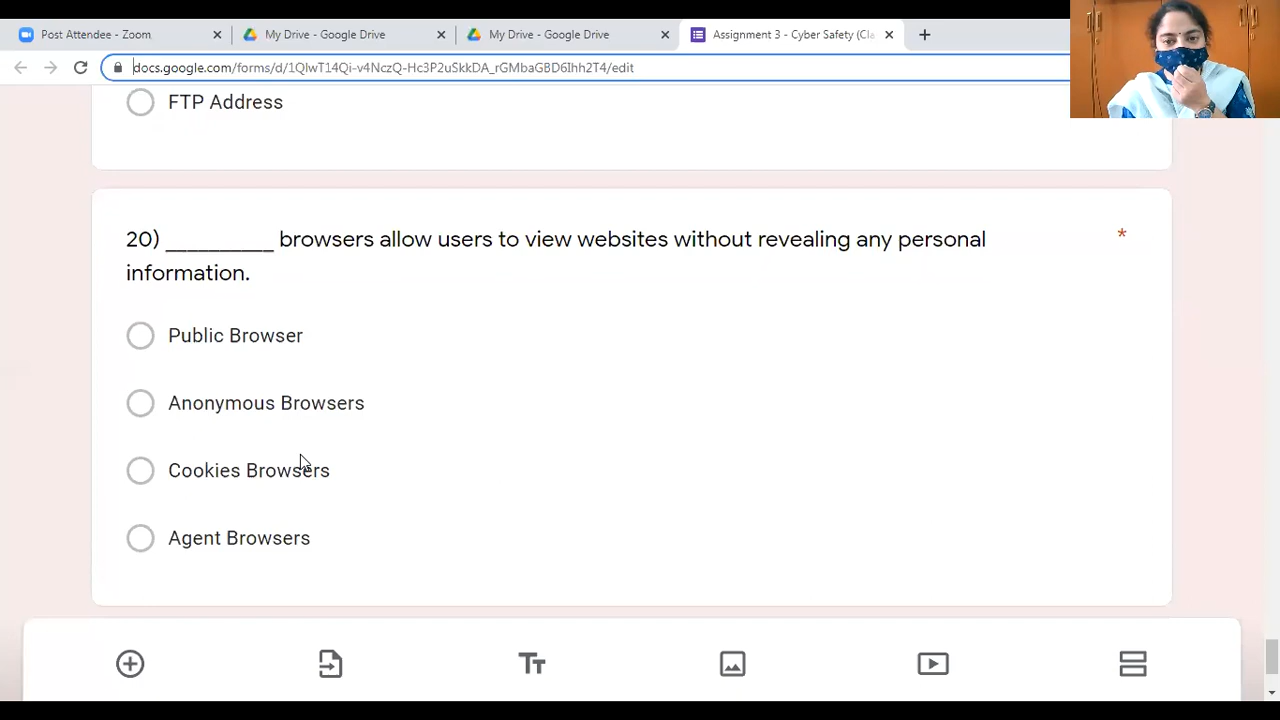 Post Attendee - Zoom
My Drive - Google Drive
My Drive - Google Drive
Assignment 3 - Cyber Safety (Cla
docs.google.com/forms/d/1QlwT14Qi-v4NczQ-Hc3P2uSkkDA_rGMbaGBD6Ihh2T4/edit
FTP Address
20) _________ browsers allow users to view websites without revealing any personal *
information.
Public Browser
Anonymous Browsers
Cookies Browsers
Agent Browsers
Tт